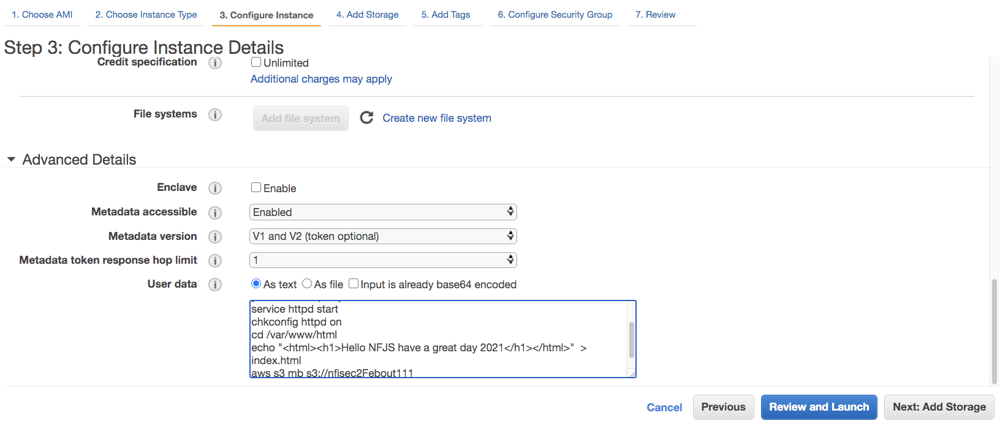 1. Choose AMI 2. Choose Instance Type 3. Configure Instance 4. Add Storage 5. Add Tags 6. Configure Security Group 7. Review
Step 3: Configure Instance Details
Credit specification Unlimited
Additional charges may apply
File systems Add file system Create new file system
Advanced Details
Enclave Enable
Metadata accessible Enabled
Metadata version V1 and V2 (token optional)
Metadata token response hop limit 1
User data As text As file Input is already base64 encoded
service httpd start
chkconfig httpd on
cd /var/www/html
echo "<html><h1>Hello NFJS have a great day 2021</h1></html>" >
index.html
aws s3 mb s3://nfjsec2Febout111
Cancel Previous Review and Launch Next: Add Storage